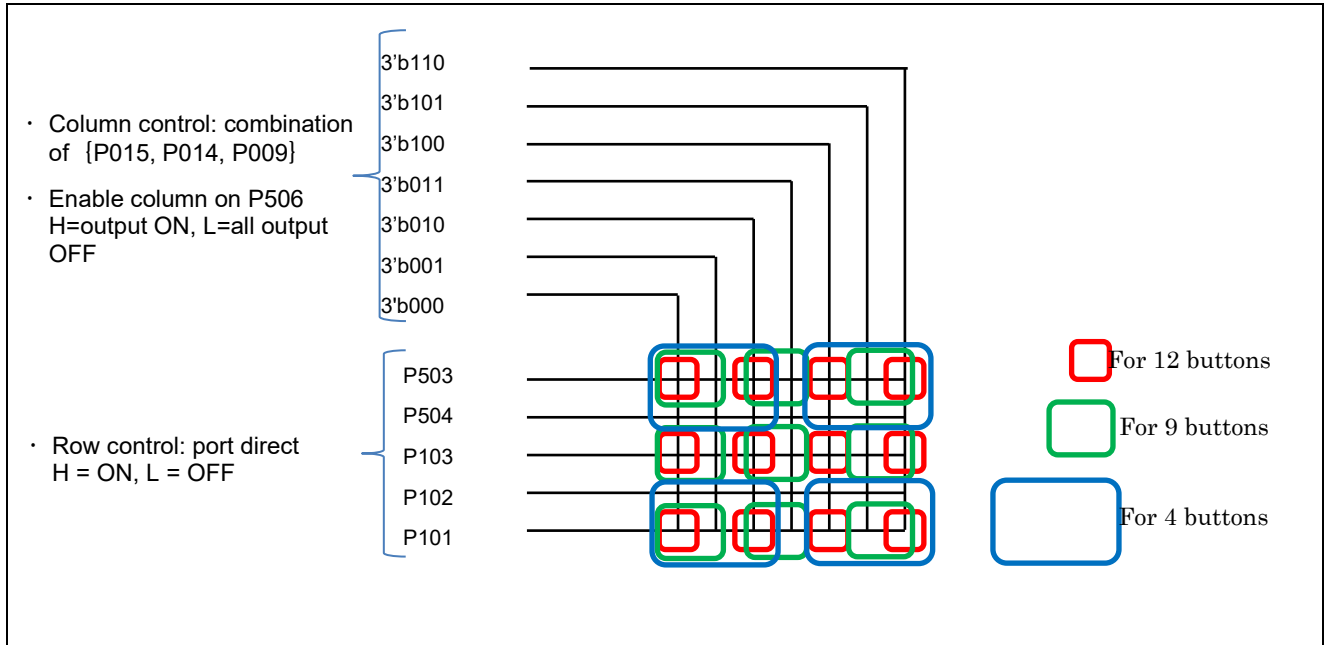 3’b110
3’b101
3’b100
3’b011
3’b010
3’b001
3'b000
・ Column control: combination
of {P015, P014, P009}
・ Enable column on P506
H=output ON, L=all output
OFF
P503
P504
P103
P102
P101
・ Row control: port direct
H = ON, L = OFF
For 12 buttons
For 9 buttons
For 4 buttons